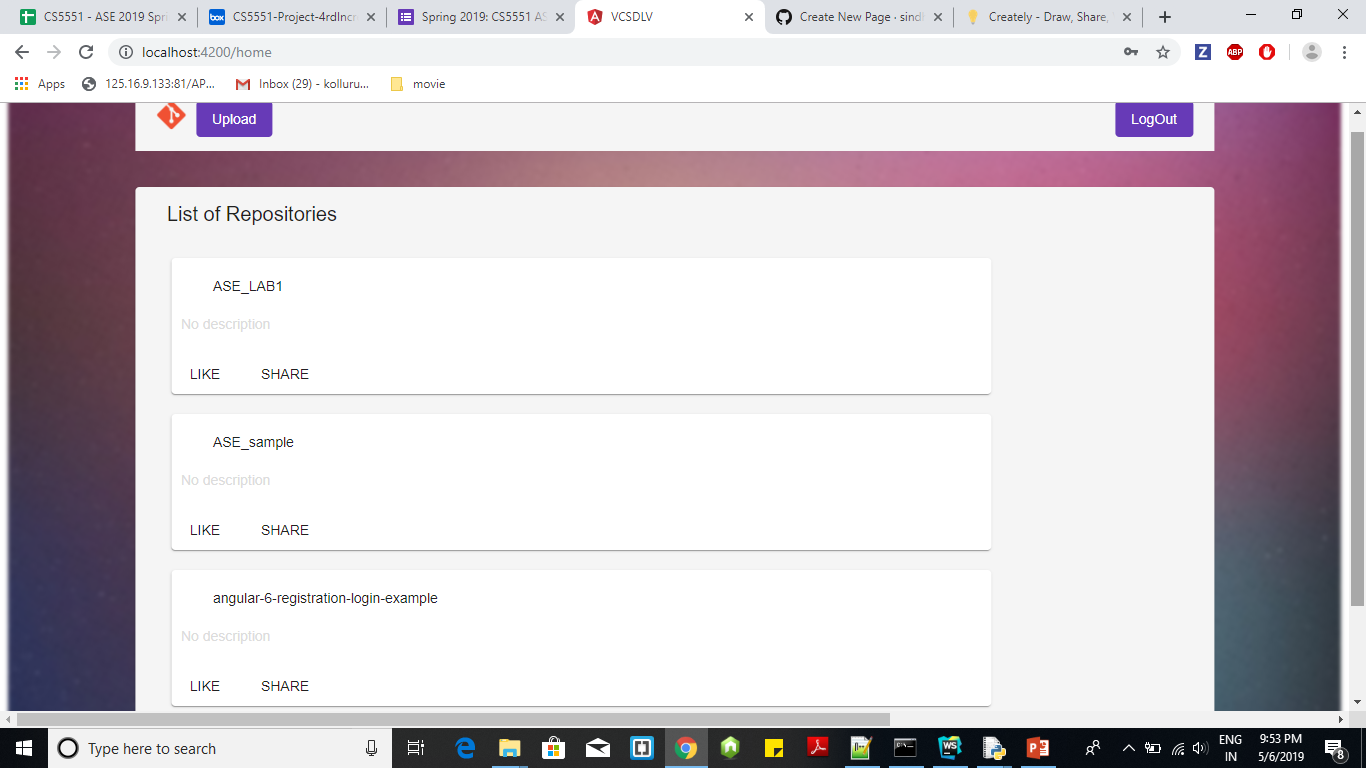 CS5551 - ASE 2019 Spri
CS5551-Project-4rdIncr
Spring 2019: CS5551 AS
VCSDLV
Create New Page · sindh
Creately - Draw, Share,
localhost:4200/home
ABP
Apps
125.16.9.133:81/AP...
Inbox (29) - kolluru...
movie
Upload
LogOut
List of Repositories
ASE_LAB1
No description
LIKE SHARE
ASE_sample
No description
LIKE SHARE
angular-6-registration-login-example
No description
LIKE SHARE
Type here to search
ENG
IN
9:53 PM
5/6/2019
8